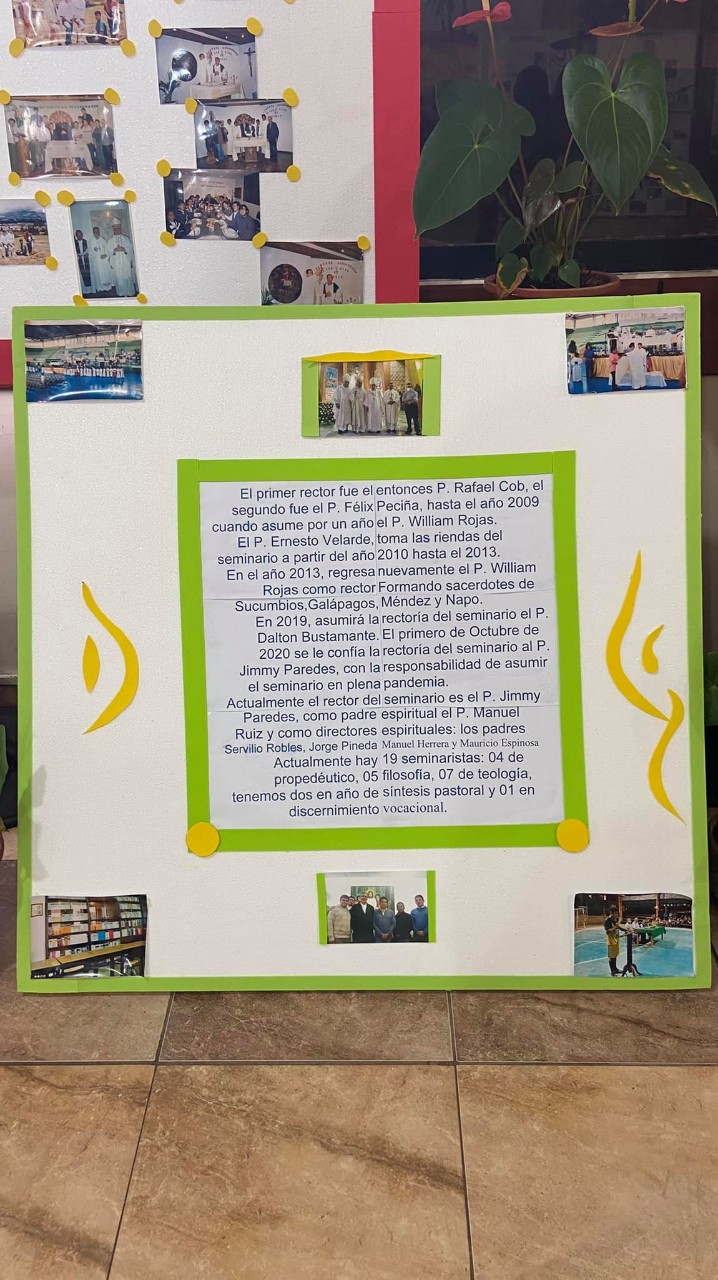 El primer rector fue el entonces P. Rafael Cob, el
segundo fue el P. Félix Peciña, hasta el año 2009
cuando asume por un año el P. William Rojas.
El P. Ernesto Velarde, toma las riendas del
seminario a partir del año 2010 hasta el 2013.
En el año 2013, regresa nuevamente el P. William
Rojas como rector Formando sacerdotes de
Sucumbios,Galápagos, Méndez y Napo.
En 2019, asumirá la rectoría del seminario el P.
Dalton Bustamante. El primero de Octubre de
2020 se le confía la rectoría del seminario al P.
Jimmy Paredes, con la responsabilidad de asumir
el seminario en plena pandemia.
Actualmente el rector del seminario es el P. Jimmy
Paredes, como padre espiritual el P. Manuel
Ruiz y como directores espirituales: los padres
Servilio Robles, Jorge Pineda Manuel Herrera y Mauricio Espinosa
Actualmente hay 19 seminaristas: 04 de
propedéutico, 05 filosofía, 07 de teología,
tenemos dos en año de síntesis pastoral y 01 en
discernimiento vocacional.